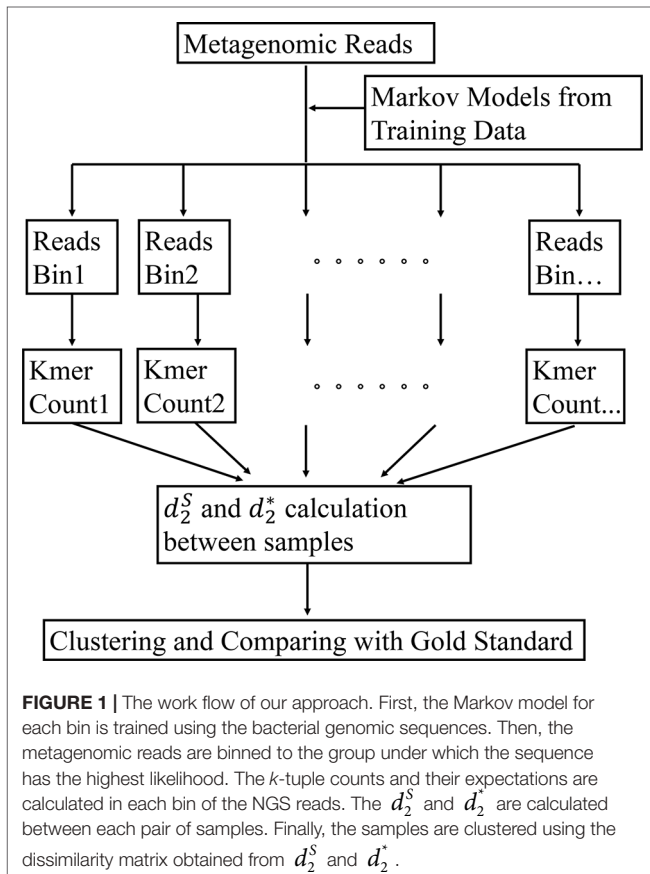 Metagenomic Reads
Markov Models from
Training Data
Reads
Bin1
Reads
Bin2
Reads
Bin...
Kmer
Count1
Kmer
Count2
Kmer
Count...
d₂ˢ and d₂* calculation
between samples
Clustering and Comparing with Gold Standard
FIGURE 1 | The work flow of our approach. First, the Markov model for
each bin is trained using the bacterial genomic sequences. Then, the
metagenomic reads are binned to the group under which the sequence
has the highest likelihood. The k-tuple counts and their expectations are
calculated in each bin of the NGS reads. The d₂ˢ and d₂* are calculated
between each pair of samples. Finally, the samples are clustered using the
dissimilarity matrix obtained from d₂ˢ and d₂*.